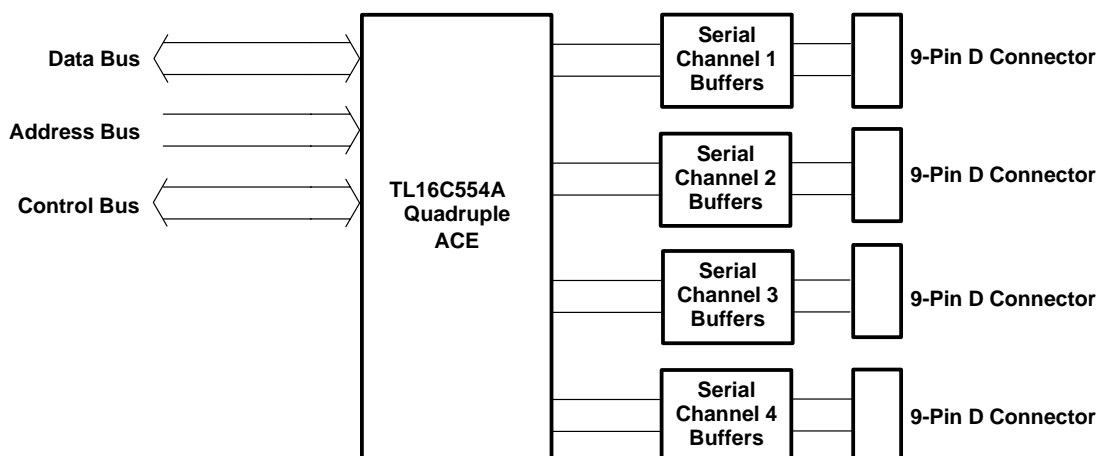 Data Bus
Address Bus
Control Bus
TL16C554A
Quadruple
ACE
Serial
Channel 1
Buffers
9-Pin D Connector
Serial
Channel 2
Buffers
9-Pin D Connector
Serial
Channel 3
Buffers
9-Pin D Connector
Serial
Channel 4
Buffers
9-Pin D Connector